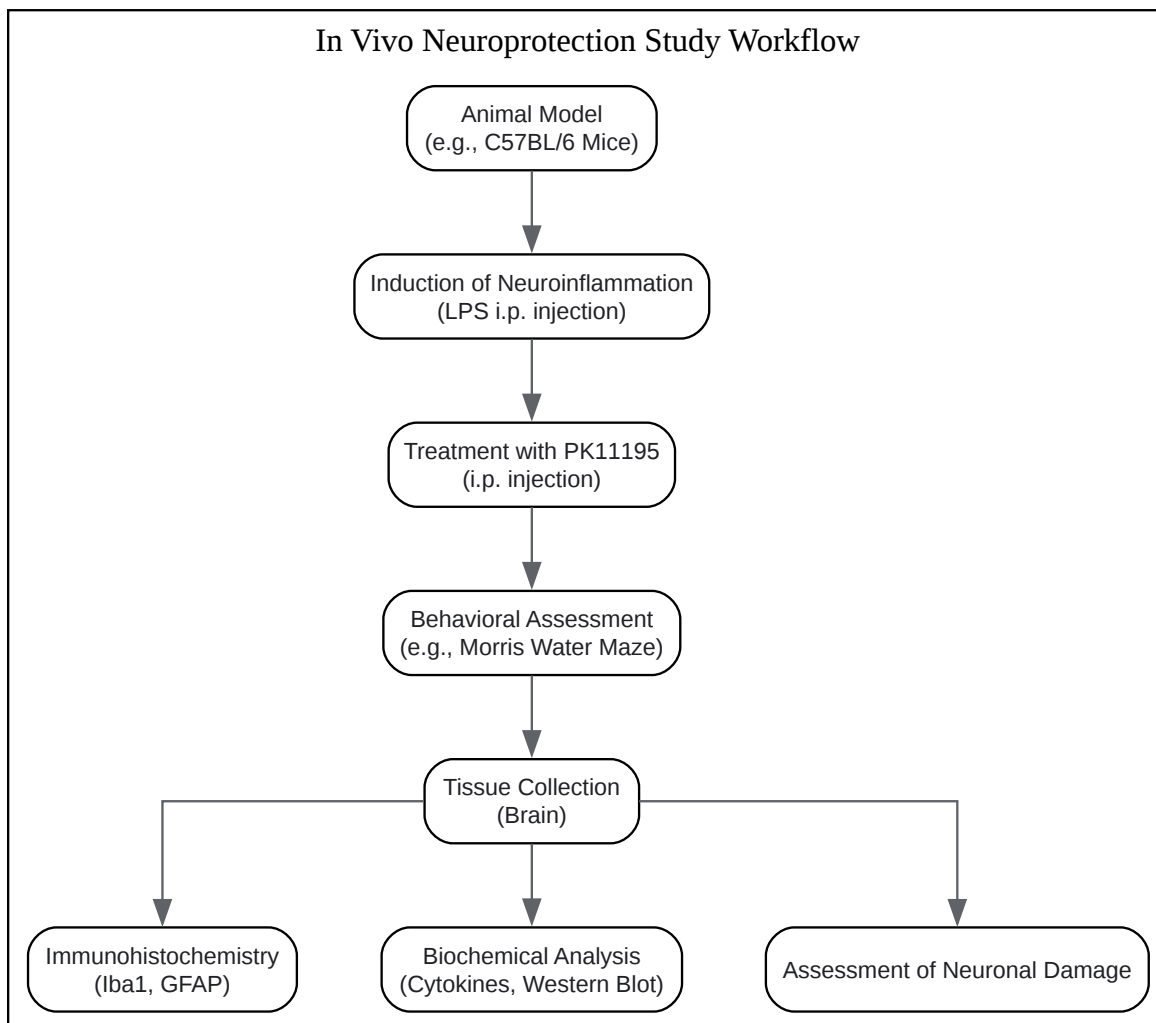 In Vivo Neuroprotection Study Workflow
Animal Model
(e.g., C57BL/6 Mice)
Induction of Neuroinflammation
(LPS i.p. injection)
Treatment with PK11195
(i.p. injection)
Behavioral Assessment
(e.g., Morris Water Maze)
Tissue Collection
(Brain)
Immunohistochemistry
(Iba1, GFAP)
Biochemical Analysis
(Cytokines, Western Blot)
Assessment of Neuronal Damage